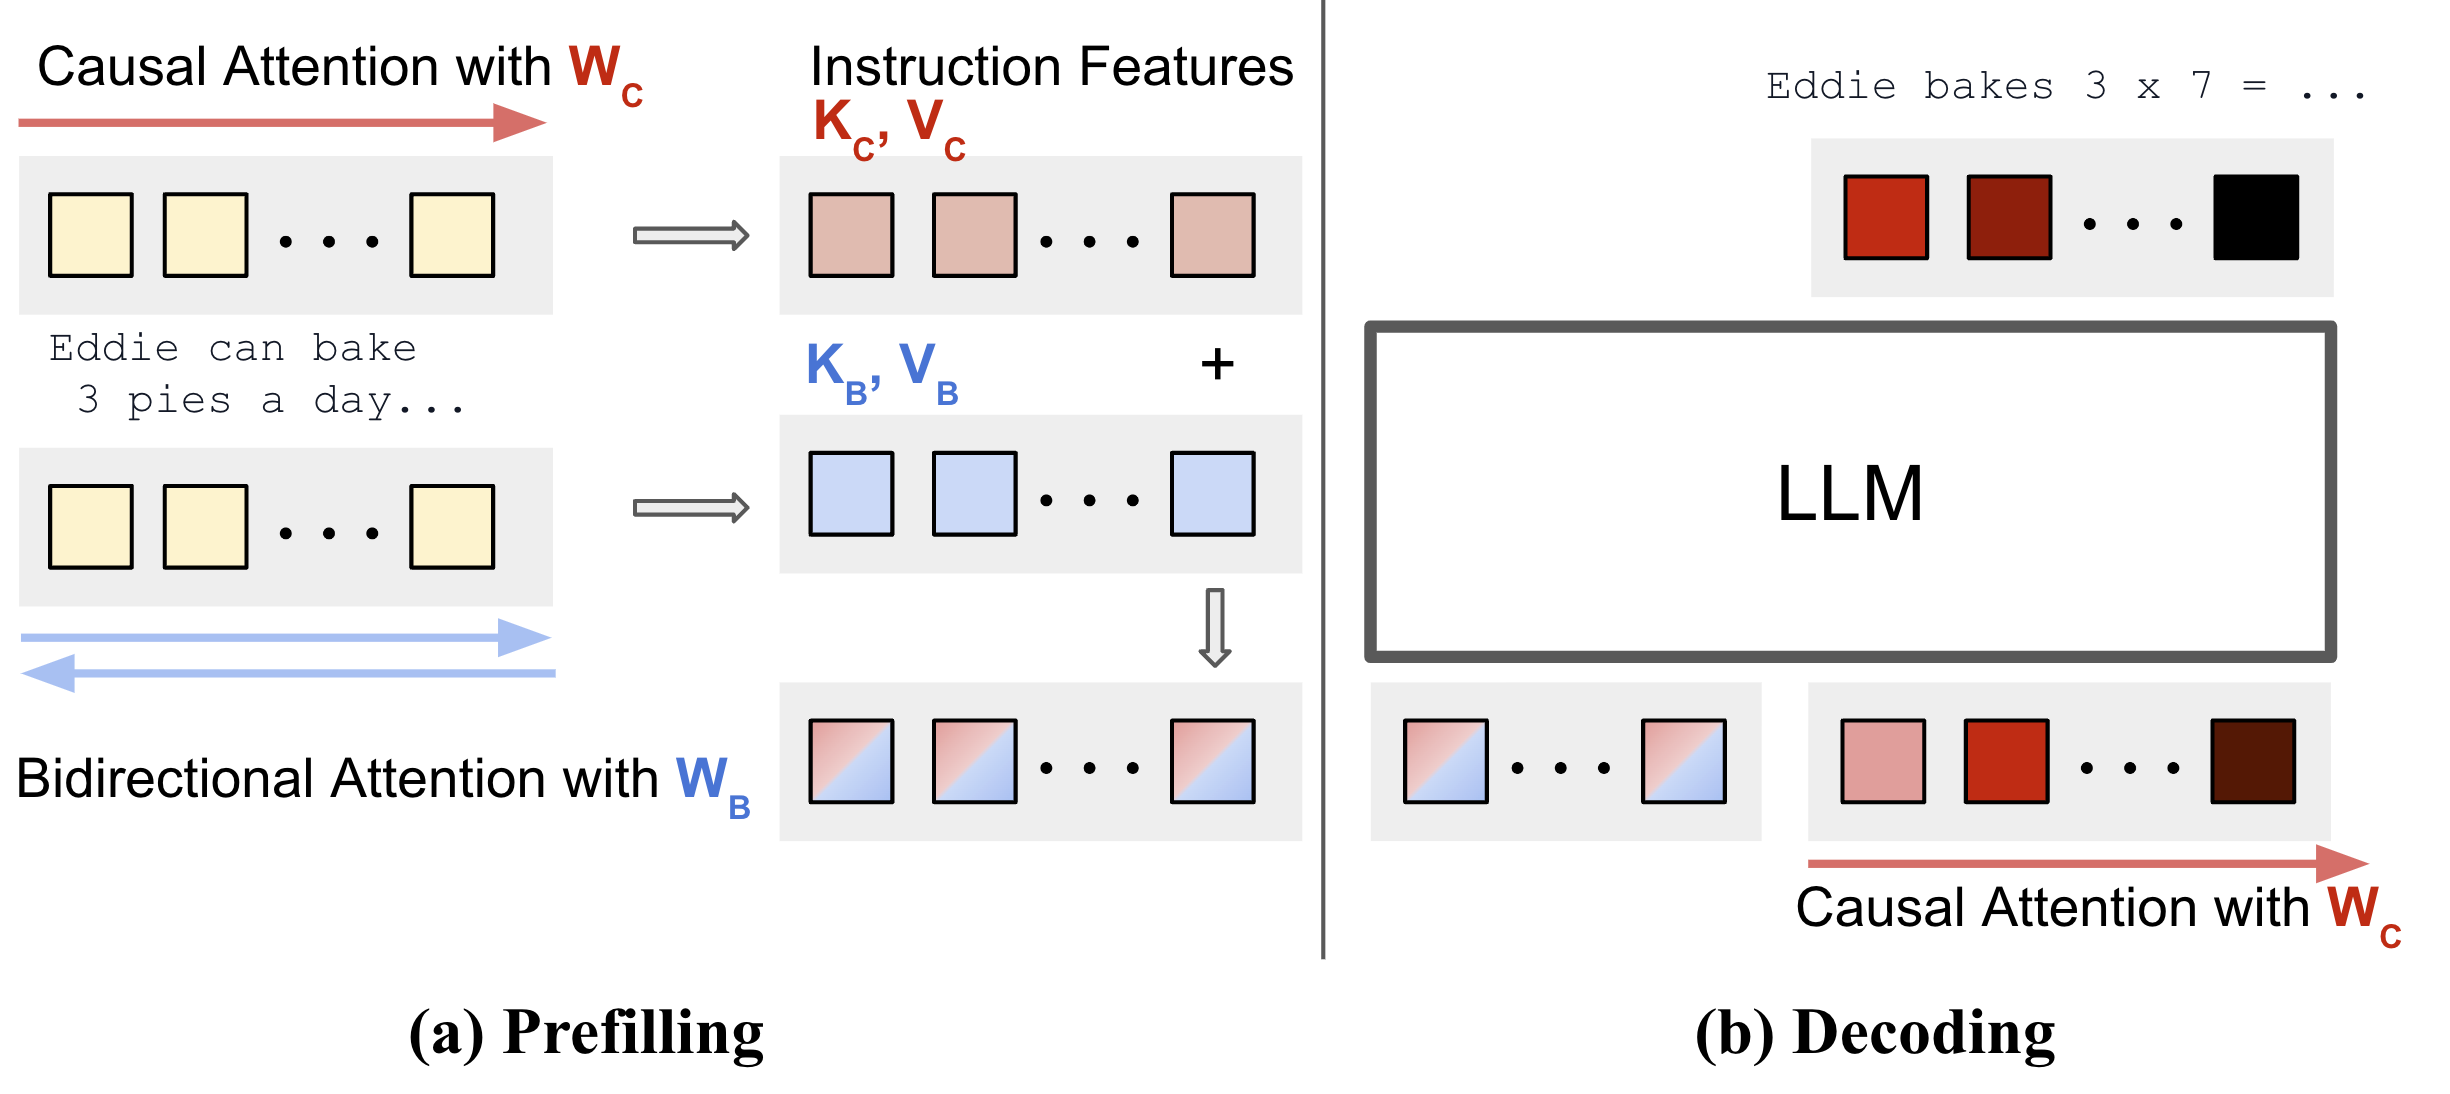 Causal Attention with W_C
Instruction Features
K_C, V_C
Eddie can bake
3 pies a day...
K_B, V_B
+
Bidirectional Attention with W_B
(a) Prefilling
Eddie bakes 3 x 7 = ...
LLM
Causal Attention with W_C
(b) Decoding